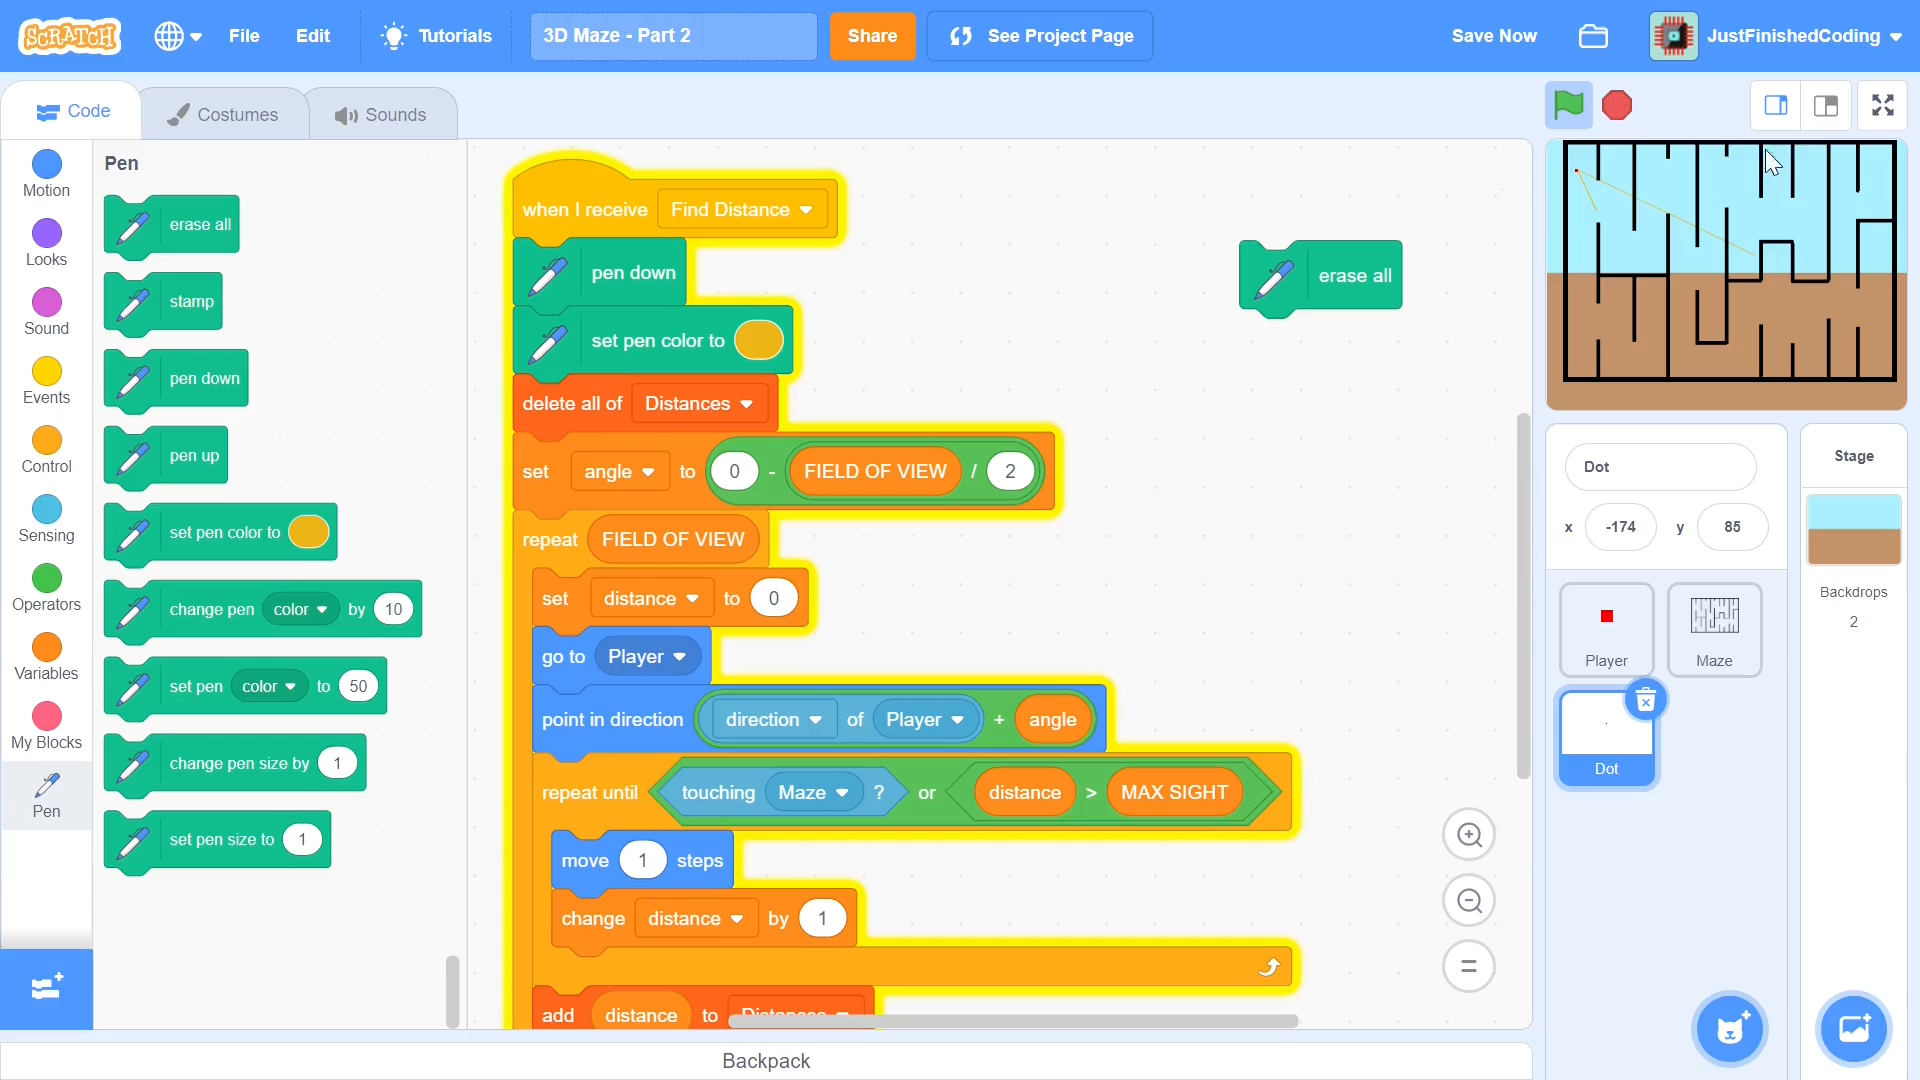 SCRATCH
File
Edit
Tutorials
3D Maze - Part 2
Share
See Project Page
Save Now
JustFinishedCoding
Code
Costumes
Sounds
Motion
Looks
Sound
Events
Control
Sensing
Operators
Variables
My Blocks
Pen
Pen
erase all
stamp
pen down
pen up
set pen color to
change pen color by 10
set pen color to 50
change pen size by 1
set pen size to 1
when I receive Find Distance
pen down
set pen color to
delete all of Distances
set angle to 0 - FIELD OF VIEW / 2
repeat FIELD OF VIEW
set distance to 0
go to Player
point in direction direction of Player + angle
repeat until touching Maze ? or distance > MAX SIGHT
move 1 steps
change distance by 1
add distance to Distances
erase all
Dot
x -174 y 85
Player
Maze
Dot
Stage
Backdrops
2
Backpack